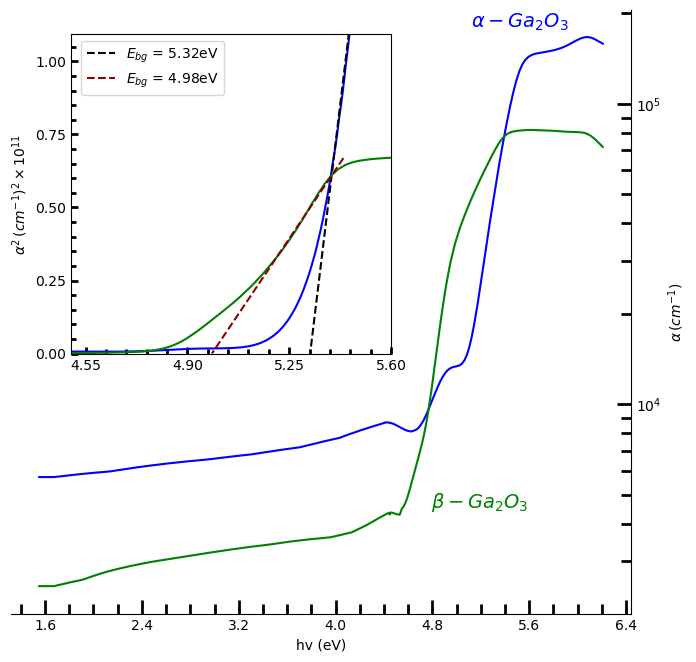 α − Ga₂O₃
E_bg = 5.32eV
E_bg = 4.98eV
1.00
0.75
0.50
0.25
0.00
α² (cm⁻¹)² × 10¹¹
4.55 4.90 5.25 5.60
10⁵
10⁴
α (cm⁻¹)
β − Ga₂O₃
1.6 2.4 3.2 4.0 4.8 5.6 6.4
hv (eV)